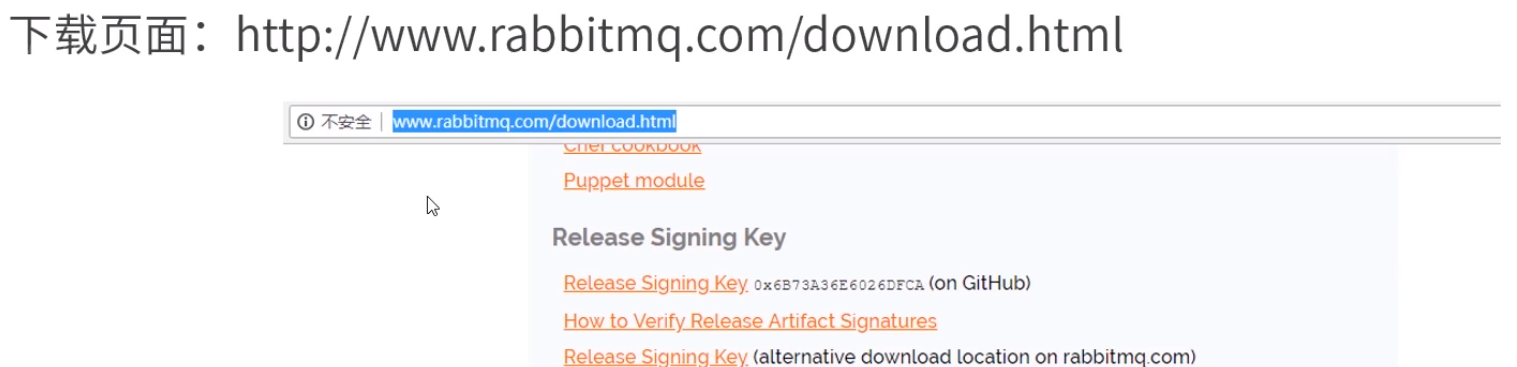 下载页面：http://www.rabbitmq.com/download.html
不安全 | www.rabbitmq.com/download.html
Chef cookbook
Puppet module
Release Signing Key
Release Signing Key 0x6B73A36E6026DFCA (on GitHub)
How to Verify Release Artifact Signatures
Release Signing Key (alternative download location on rabbitmq.com)